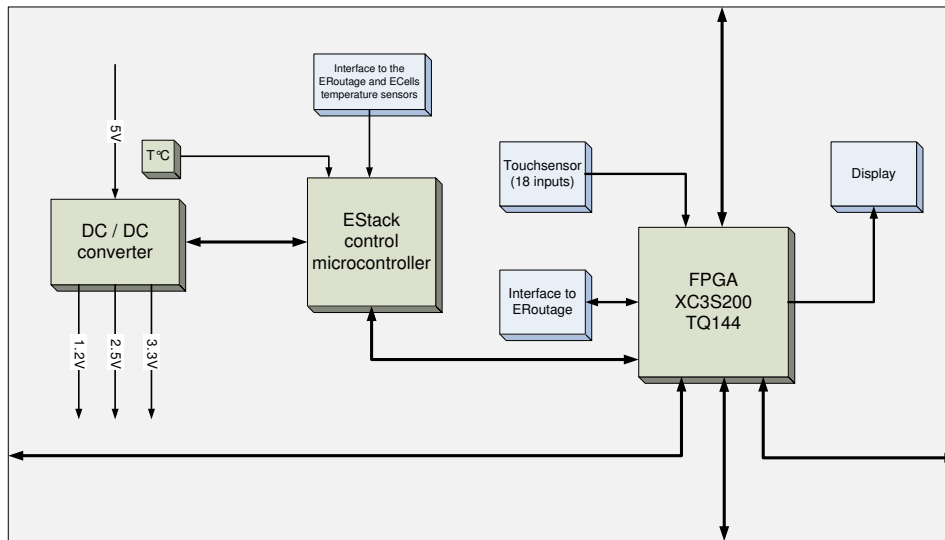 Interface to the
ERoutage and ECells
temperature sensors
5V
T°C
Touchsensor
(18 inputs)
Display
DC / DC
converter
EStack
control
microcontroller
FPGA
XC3S200
TQ144
Interface to
ERoutage
1.2V
2.5V
3.3V